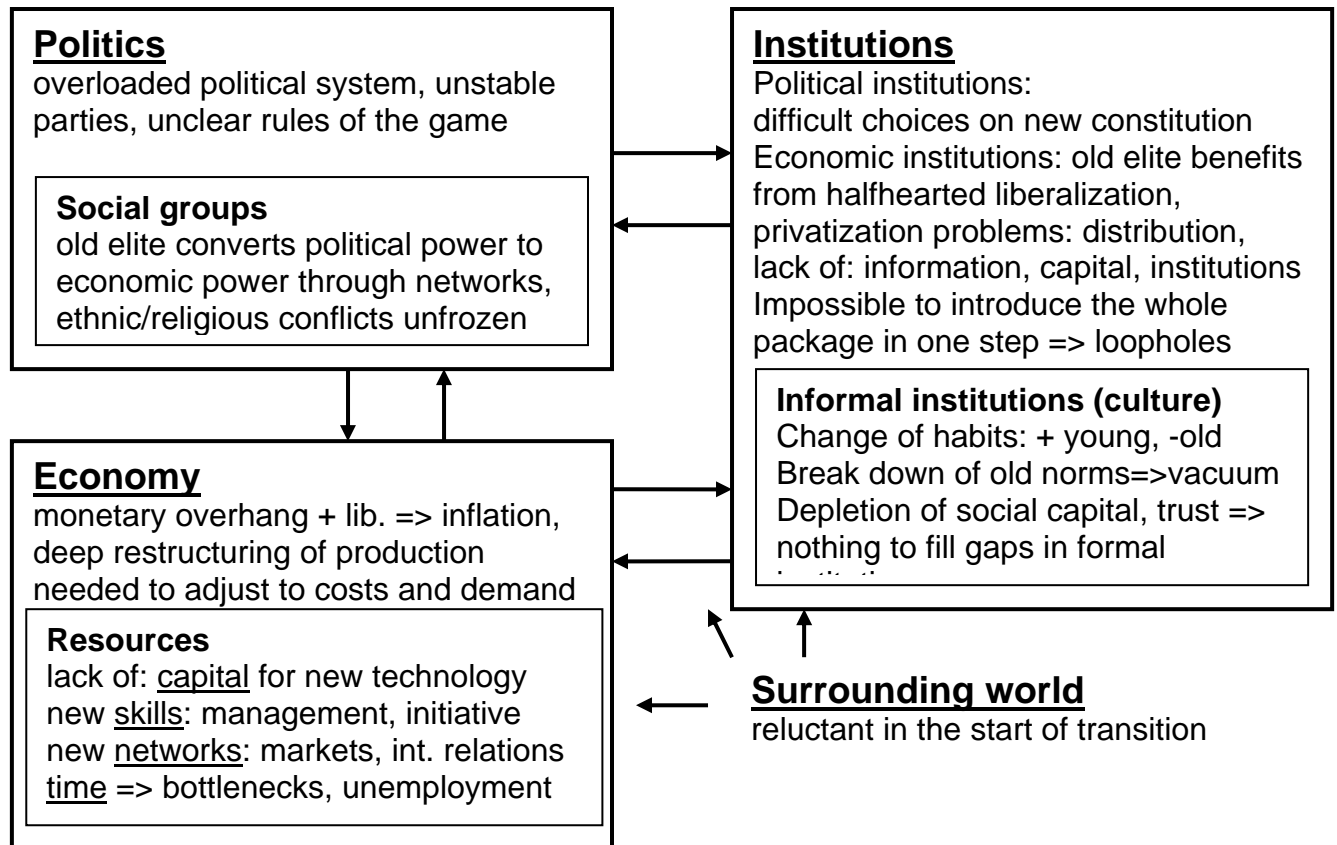 Politics
overloaded political system, unstable
parties, unclear rules of the game
Social groups
old elite converts political power to
economic power through networks,
ethnic/religious conflicts unfrozen
Institutions
Political institutions:
difficult choices on new constitution
Economic institutions: old elite benefits
from halfhearted liberalization,
privatization problems: distribution,
lack of: information, capital, institutions
Impossible to introduce the whole
package in one step => loopholes
Informal institutions (culture)
Change of habits: + young, -old
Break down of old norms=>vacuum
Depletion of social capital, trust =>
nothing to fill gaps in formal
Economy
monetary overhang + lib. => inflation,
deep restructuring of production
needed to adjust to costs and demand
Resources
lack of: capital for new technology
new skills: management, initiative
new networks: markets, int. relations
time => bottlenecks, unemployment
Surrounding world
reluctant in the start of transition